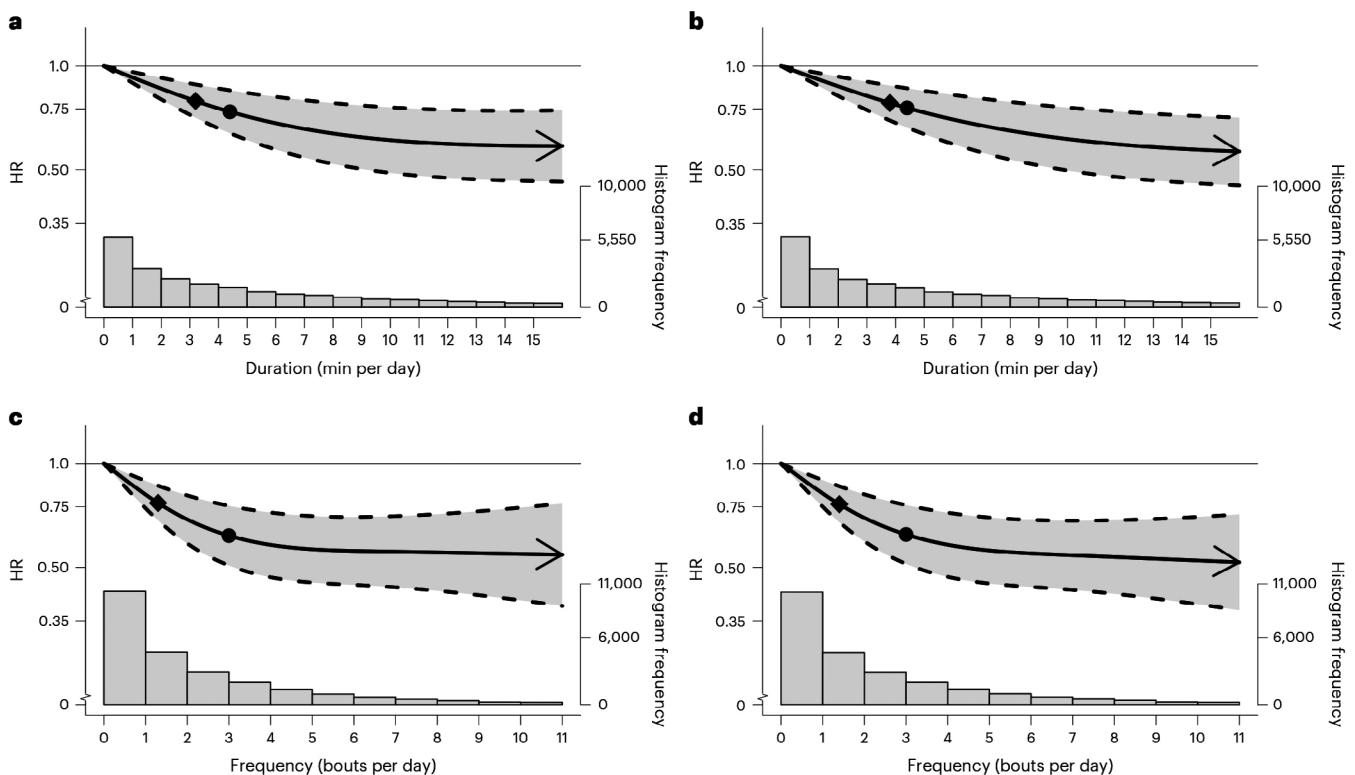 a
1.0
0.75
0.50
0.35
0
HR
10,000
5,550
0
Histogram frequency
0 1 2 3 4 5 6 7 8 9 10 11 12 13 14 15
Duration (min per day)
b
1.0
0.75
0.50
0.35
0
HR
10,000
5,550
0
Histogram frequency
0 1 2 3 4 5 6 7 8 9 10 11 12 13 14 15
Duration (min per day)
c
1.0
0.75
0.50
0.35
0
HR
11,000
6,000
0
Histogram frequency
0 1 2 3 4 5 6 7 8 9 10 11
Frequency (bouts per day)
d
1.0
0.75
0.50
0.35
0
HR
11,000
6,000
0
Histogram frequency
0 1 2 3 4 5 6 7 8 9 10 11
Frequency (bouts per day)